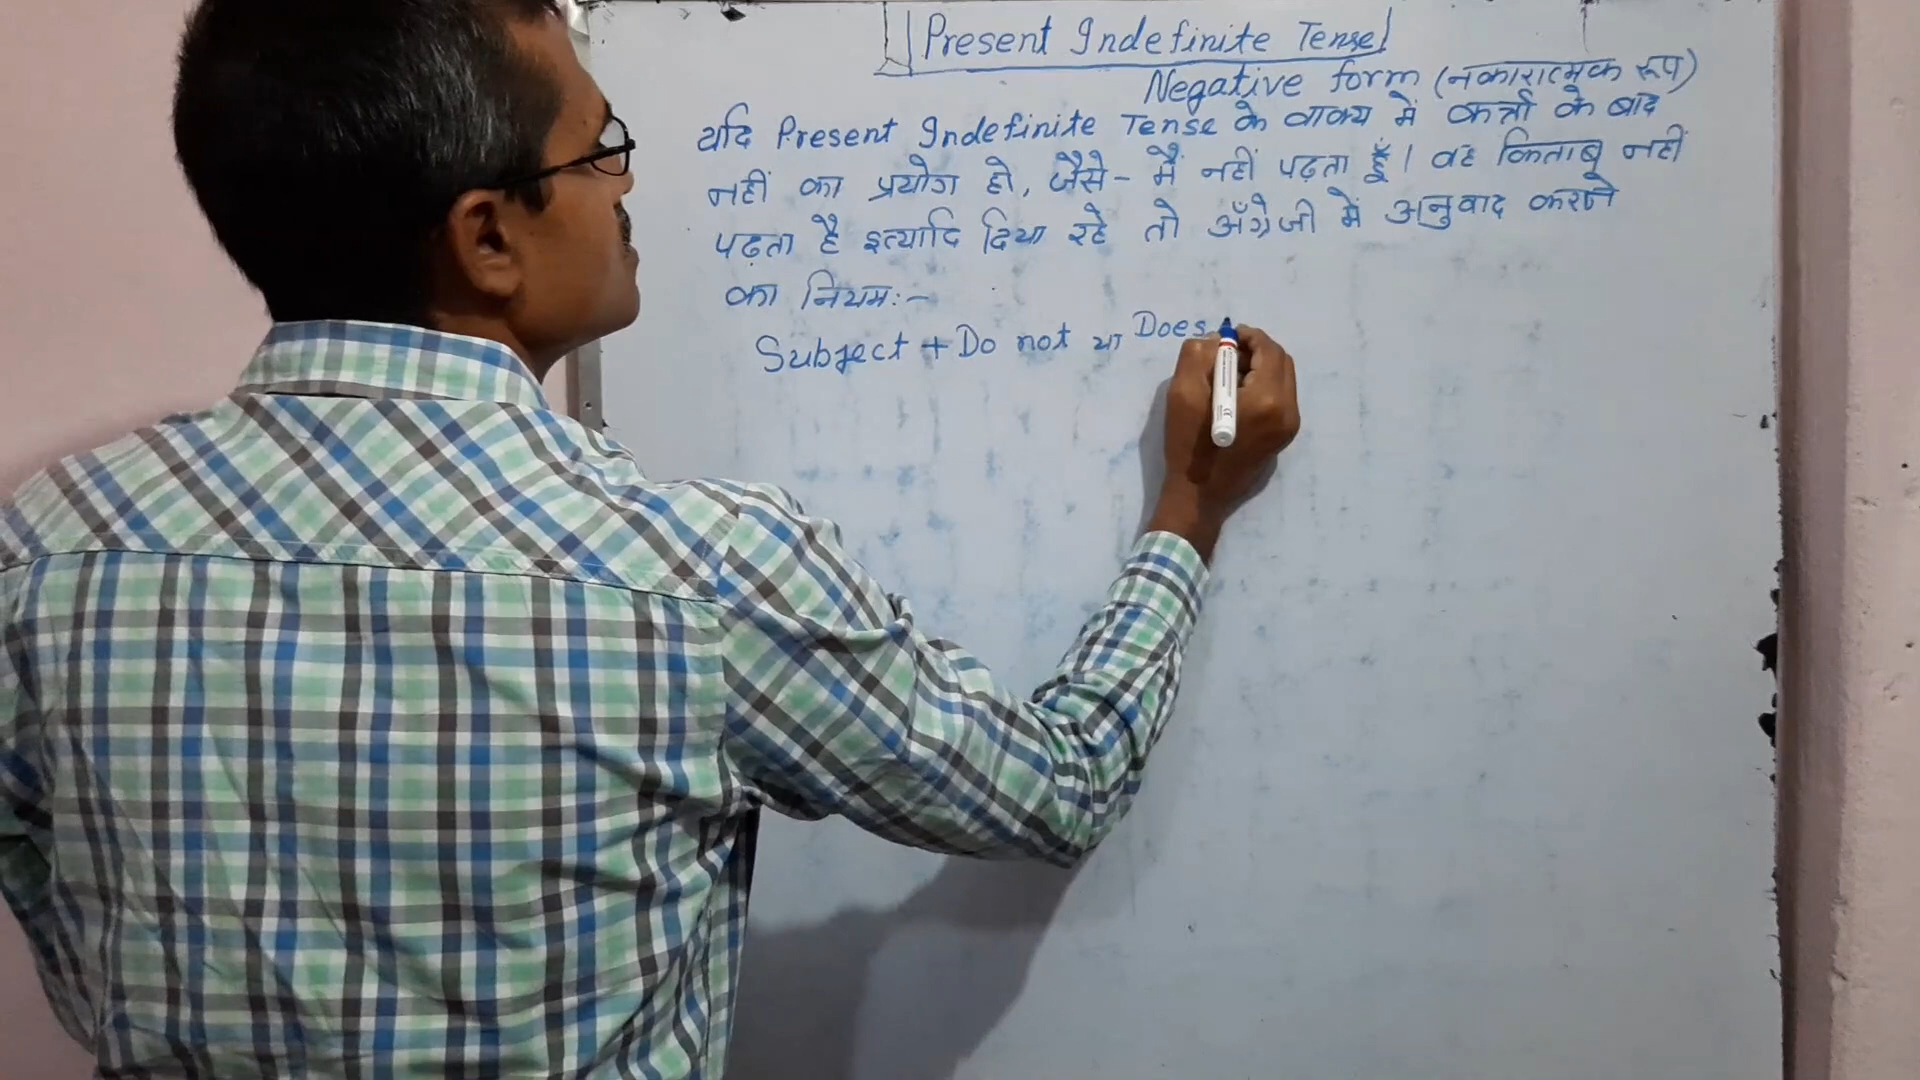 Present Indefinite Tense
Negative form (नकारात्मक रूप)
यदि Present Indefinite Tense के वाक्य में कर्त्ता के बाद
नहीं का प्रयोग हो, जैसे- मैं नहीं पढ़ता हूँ। वह किताब नहीं
पढ़ता है इत्यादि दिया रहे तो अँग्रेजी में अनुवाद करने
का नियम:-
Subject + Do not या Does